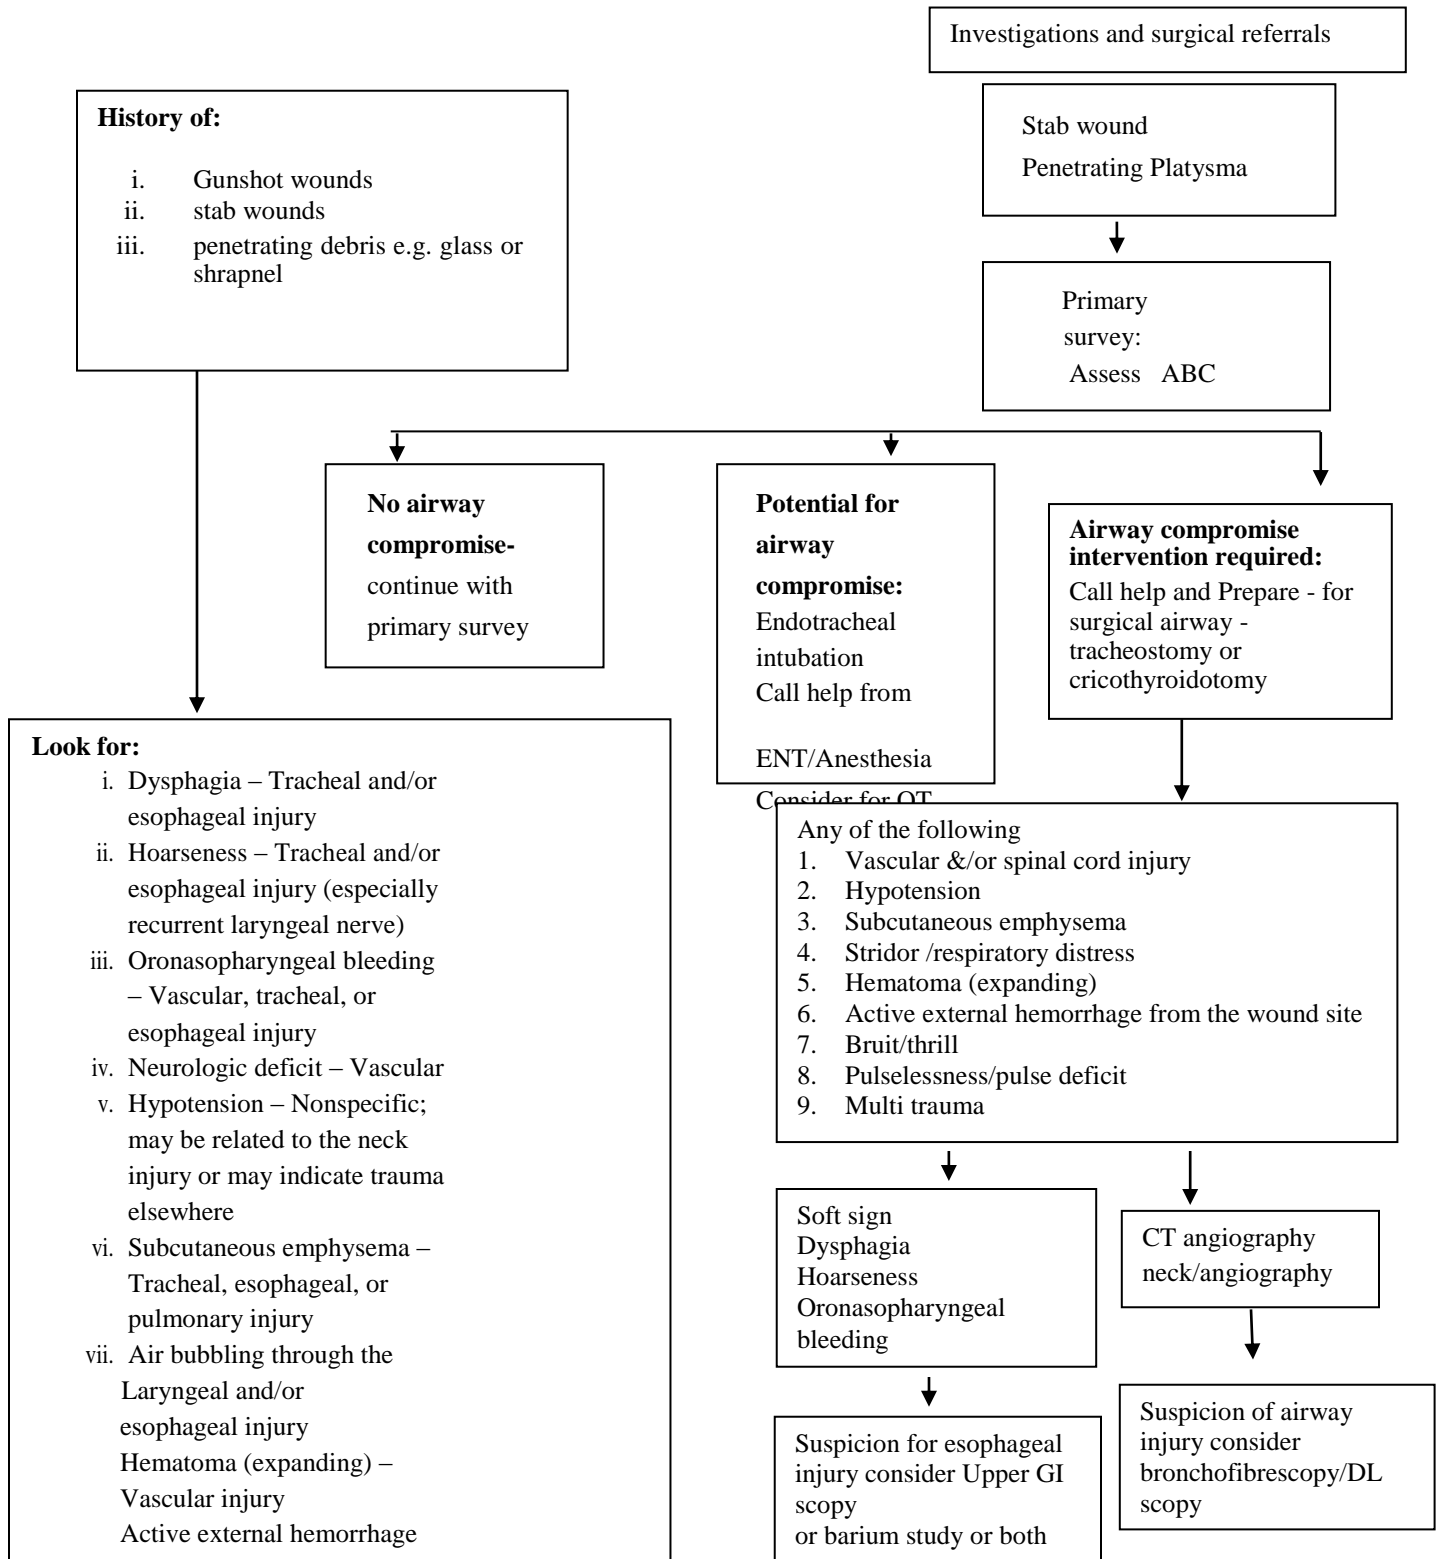 Investigations and surgical referrals
History of:
i. Gunshot wounds
ii. stab wounds
iii. penetrating debris e.g. glass or
shrapnel
Stab wound
Penetrating Platysma
Primary
survey:
Assess ABC
No airway
compromise-
continue with
primary survey
Potential for
airway
compromise:
Endotracheal
intubation
Call help from
ENT/Anesthesia
Consider for OT
Airway compromise
intervention required:
Call help and Prepare - for
surgical airway -
tracheostomy or
cricothyroidotomy
Look for:
i. Dysphagia – Tracheal and/or
esophageal injury
ii. Hoarseness – Tracheal and/or
esophageal injury (especially
recurrent laryngeal nerve)
iii. Oronasopharyngeal bleeding
– Vascular, tracheal, or
esophageal injury
iv. Neurologic deficit – Vascular
v. Hypotension – Nonspecific;
may be related to the neck
injury or may indicate trauma
elsewhere
vi. Subcutaneous emphysema –
Tracheal, esophageal, or
pulmonary injury
vii. Air bubbling through the
Laryngeal and/or
esophageal injury
Hematoma (expanding) –
Vascular injury
Active external hemorrhage
Any of the following
1. Vascular &/or spinal cord injury
2. Hypotension
3. Subcutaneous emphysema
4. Stridor /respiratory distress
5. Hematoma (expanding)
6. Active external hemorrhage from the wound site
7. Bruit/thrill
8. Pulselessness/pulse deficit
9. Multi trauma
Soft sign
Dysphagia
Hoarseness
Oronasopharyngeal
bleeding
CT angiography
neck/angiography
Suspicion for esophageal
injury consider Upper GI
scopy
or barium study or both
Suspicion of airway
injury consider
bronchofibrescopy/DL
scopy